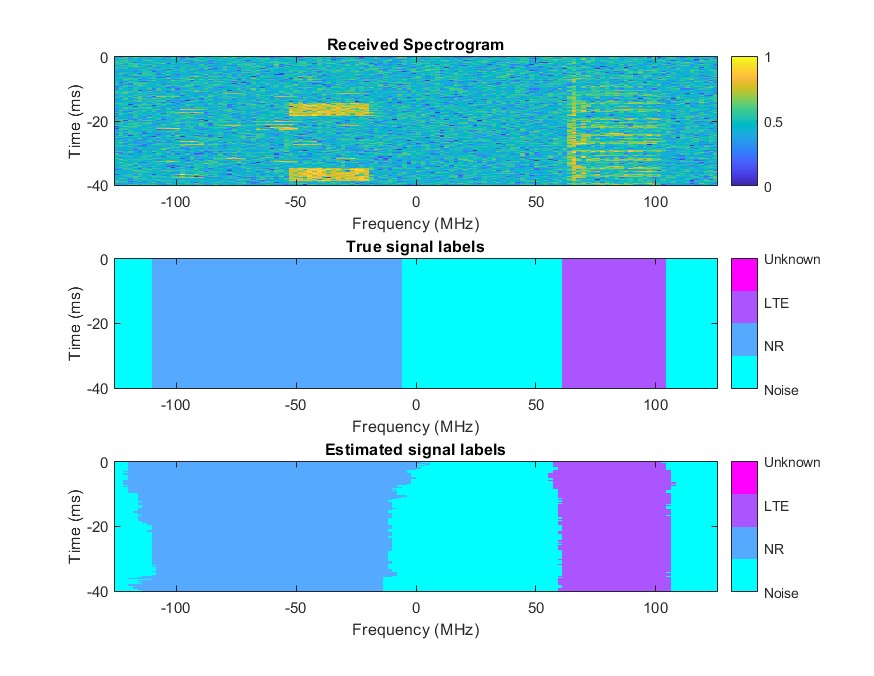 Received Spectrogram
0
-20
-40
Time (ms)
-100
-50
0
50
100
Frequency (MHz)
1
0.5
0
True signal labels
0
-20
-40
Time (ms)
-100
-50
0
50
100
Frequency (MHz)
Unknown
LTE
NR
Noise
Estimated signal labels
0
-20
-40
Time (ms)
-100
-50
0
50
100
Frequency (MHz)
Unknown
LTE
NR
Noise